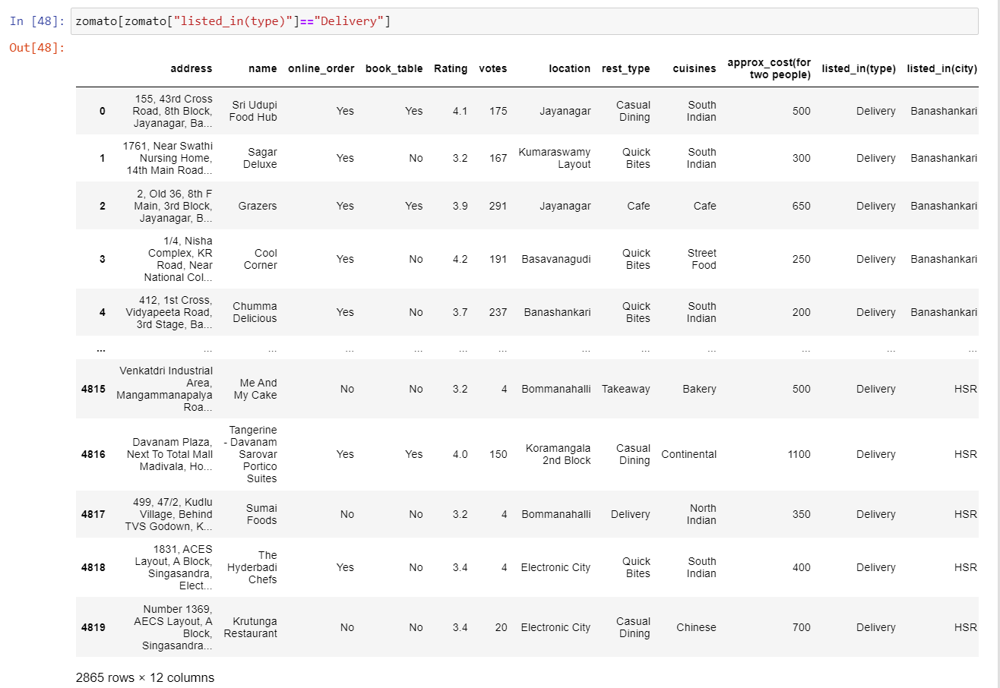 In [48]: zomato[zomato["listed_in(type)"]=="Delivery"]
Out[48]:
address name online_order book_table Rating votes location rest_type cuisines approx_cost(for two people) listed_in(type) listed_in(city)
0 155, 43rd Cross Road, 8th Block, Jayanagar, Ba... Sri Udupi Food Hub Yes Yes 4.1 175 Jayanagar Casual Dining South Indian 500 Delivery Banashankari
1 1761, Near Swathi Nursing Home, 14th Main Road... Sagar Deluxe Yes No 3.2 167 Kumaraswamy Layout Quick Bites South Indian 300 Delivery Banashankari
2 2, Old 36, 8th F Main, 3rd Block, Jayanagar, B... Grazers Yes Yes 3.9 291 Jayanagar Cafe Cafe 650 Delivery Banashankari
3 1/4, Nisha Complex, KR Road, Near National Col... Cool Corner Yes No 4.2 191 Basavanagudi Quick Bites Street Food 250 Delivery Banashankari
4 412, 1st Cross, Vidyapeeta Road, 3rd Stage, Ba... Chumma Delicious Yes No 3.7 237 Banashankari Quick Bites South Indian 200 Delivery Banashankari
... ... ... ... ... ... ... ... ... ... ... ... ...
4815 Venkatdri Industrial Area, Mangammanapalya Roa... Me And My Cake No No 3.2 4 Bommanahalli Takeaway Bakery 500 Delivery HSR
4816 Davanam Plaza, Next To Total Mall Madivala, Ho... Tangerine - Davanam Sarovar Portico Suites Yes Yes 4.0 150 Koramangala 2nd Block Casual Dining Continental 1100 Delivery HSR
4817 499, 47/2, Kudlu Village, Behind TVS Godown, K... Sumai Foods No No 3.2 4 Bommanahalli Delivery North Indian 350 Delivery HSR
4818 1831, ACES Layout, A Block, Singasandra, Elect... The Hyderbadi Chefs Yes No 3.4 4 Electronic City Quick Bites South Indian 400 Delivery HSR
4819 Number 1369, AECS Layout, A Block, Singasandra... Krutunga Restaurant No No 3.4 20 Electronic City Casual Dining Chinese 700 Delivery HSR
2865 rows × 12 columns